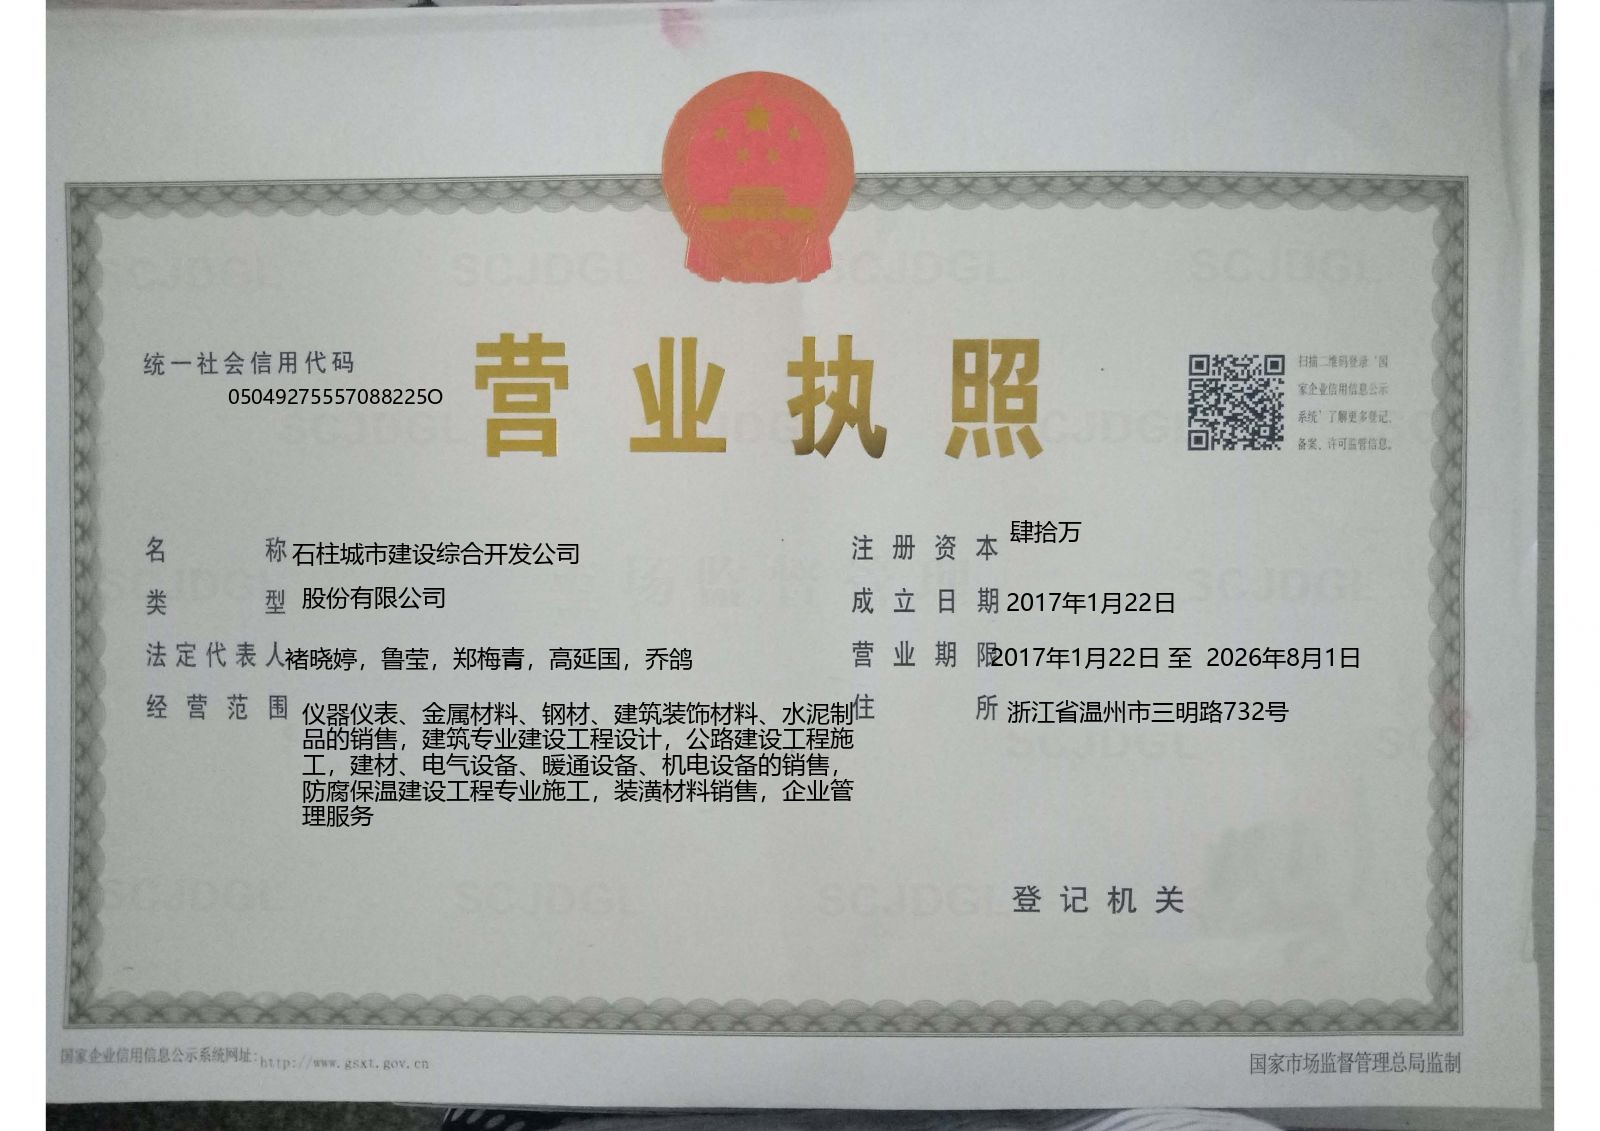 营业执照
统一社会信用代码
05049275557088225O
扫描二维码登录‘国
家企业信用信息公示
系统’了解更多登记、
备案、许可监管信息。
名称 石柱城市建设综合开发公司
类型 股份有限公司
法定代表人 褚晓婷，鲁莹，郑梅青，高延国，乔鸽
经营范围 仪器仪表、金属材料、钢材、建筑装饰材料、水泥制
品的销售，建筑专业建设工程设计，公路建设工程施
工，建材、电气设备、暖通设备、机电设备的销售，
防腐保温建设工程专业施工，装潢材料销售，企业管
理服务
注册资本 肆拾万
成立日期 2017年1月22日
营业期限 2017年1月22日 至 2026年8月1日
住所 浙江省温州市三明路732号
登记机关
国家企业信用信息公示系统网址：http://www.gsxt.gov.cn
国家市场监督管理总局监制